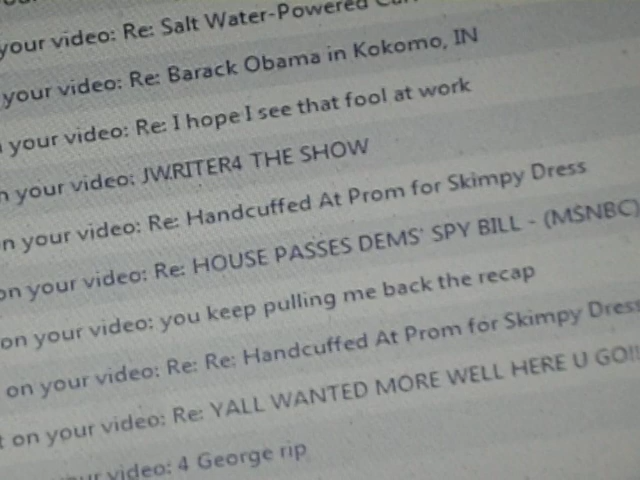 your video: Re: Salt Water-Powered
your video: Re: Barack Obama in Kokomo, IN
your video: Re: I hope I see that fool at work
your video: JWRITER4 THE SHOW
on your video: Re: Handcuffed At Prom for Skimpy Dress
on your video: Re: HOUSE PASSES DEMS' SPY BILL - (MSNBC)
on your video: you keep pulling me back the recap
on your video: Re: Re: Handcuffed At Prom for Skimpy Dress
t on your video: Re: YALL WANTED MORE WELL HERE U GO!!
your video: 4 George rip